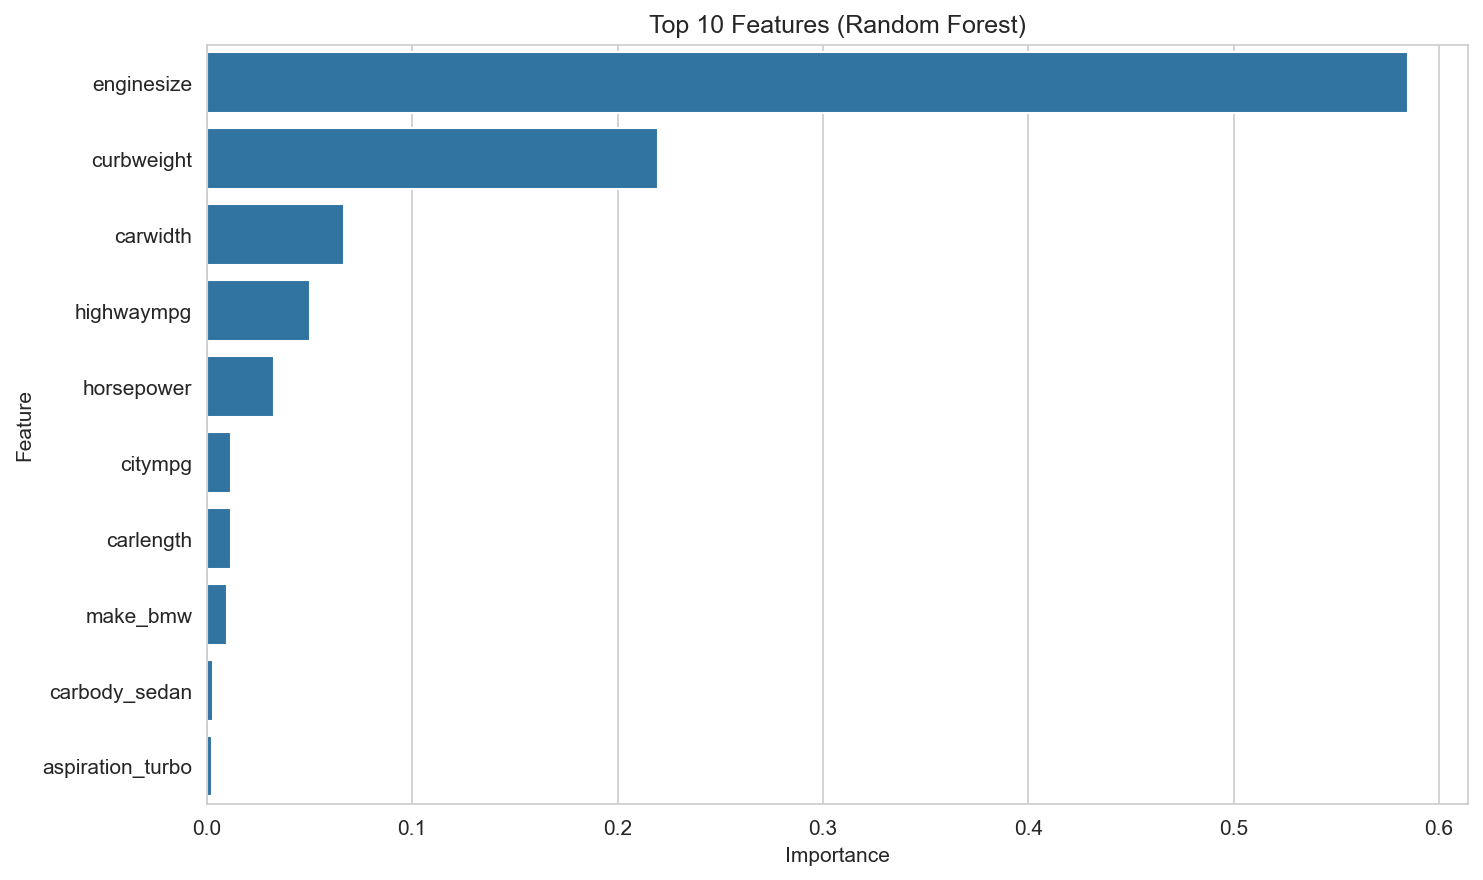 Top 10 Features (Random Forest)
Feature
enginesize
curbweight
carwidth
highwaympg
horsepower
citympg
carlength
make_bmw
carbody_sedan
aspiration_turbo
0.0 0.1 0.2 0.3 0.4 0.5 0.6
Importance